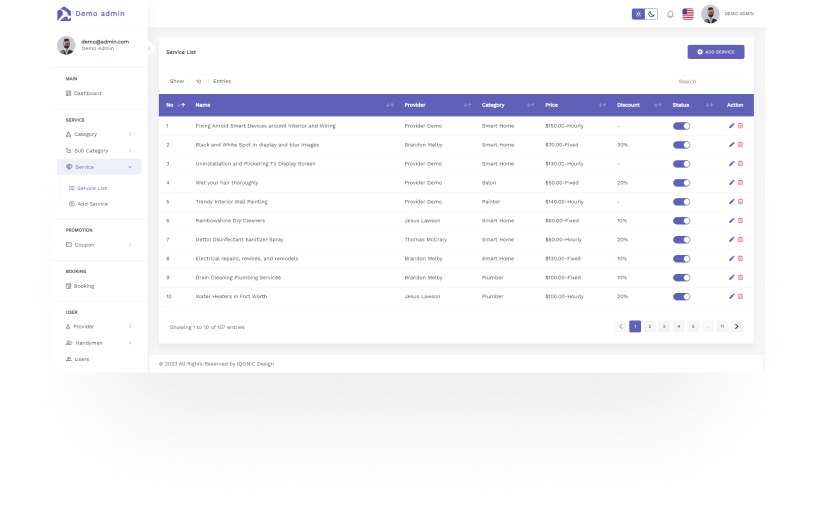 Demo admin
DEMO ADMIN
demo@admin.com
Demo Admin
MAIN
Dashboard
SERVICE
Category
Sub Category
Service
Service List
Add Service
PROMOTION
Coupon
BOOKING
Booking
USER
Provider
Handyman
Users
Service List
ADD SERVICE
Show 10 Entries
Search
No Name Provider Category Price Discount Status Action
1 Fixing Anroid Smart Devices around Interior and Wiring Provider Demo Smart Home $150.00-Hourly -
2 Black and White Spot in display and blur images Brandon Melby Smart Home $70.00-Fixed 30%
3 Uninstallation and Flickering TV Display Screen Provider Demo Smart Home $130.00-Hourly -
4 Wet your hair thoroughly Provider Demo Salon $90.00-Fixed 20%
5 Trendy Interior Wall Painting Provider Demo Painter $140.00-Hourly -
6 Rainbowshine Dry Cleaners Jesus Lawson Smart Home $60.00-Fixed 10%
7 Dettol Disinfectant Sanitizer Spray Thomas McCrary Smart Home $60.00-Hourly 20%
8 Electrical repairs, rewires, and remodels Brandon Melby Smart Home $130.00-Fixed 10%
9 Drain Cleaning Plumbing Services Brandon Melby Plumber $100.00-Fixed 10%
10 Water Heaters in Fort Worth Jesus Lawson Plumber $100.00-Hourly 20%
Showing 1 to 10 of 107 entries
1 2 3 4 5 ... 11
© 2023 All Rights Reserved by IQONIC Design